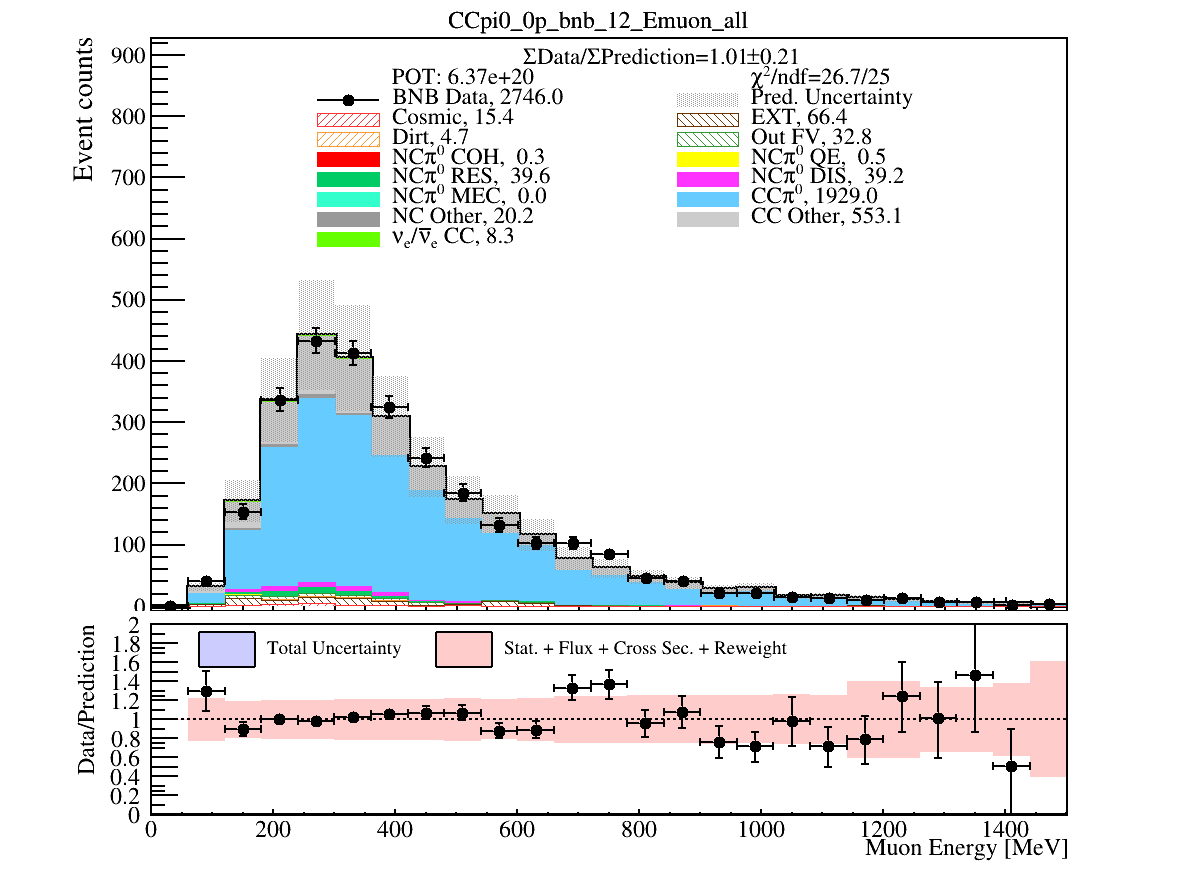 CCpi0_0p_bnb_12_Emuon_all
ΣData/ΣPrediction=1.01±0.21
POT: 6.37e+20
χ²/ndf=26.7/25
BNB Data, 2746.0
Pred. Uncertainty
Cosmic, 15.4
EXT, 66.4
Dirt, 4.7
Out FV, 32.8
NCπ⁰ COH, 0.3
NCπ⁰ QE, 0.5
NCπ⁰ RES, 39.6
NCπ⁰ DIS, 39.2
NCπ⁰ MEC, 0.0
CCπ⁰, 1929.0
NC Other, 20.2
CC Other, 553.1
νₑ/ν̅ₑ CC, 8.3
Event counts
900
800
700
600
500
400
300
200
100
0
Total Uncertainty
Stat. + Flux + Cross Sec. + Reweight
Data/Prediction
2
1.8
1.6
1.4
1.2
1
0.8
0.6
0.4
0.2
0
0 200 400 600 800 1000 1200 1400
Muon Energy [MeV]